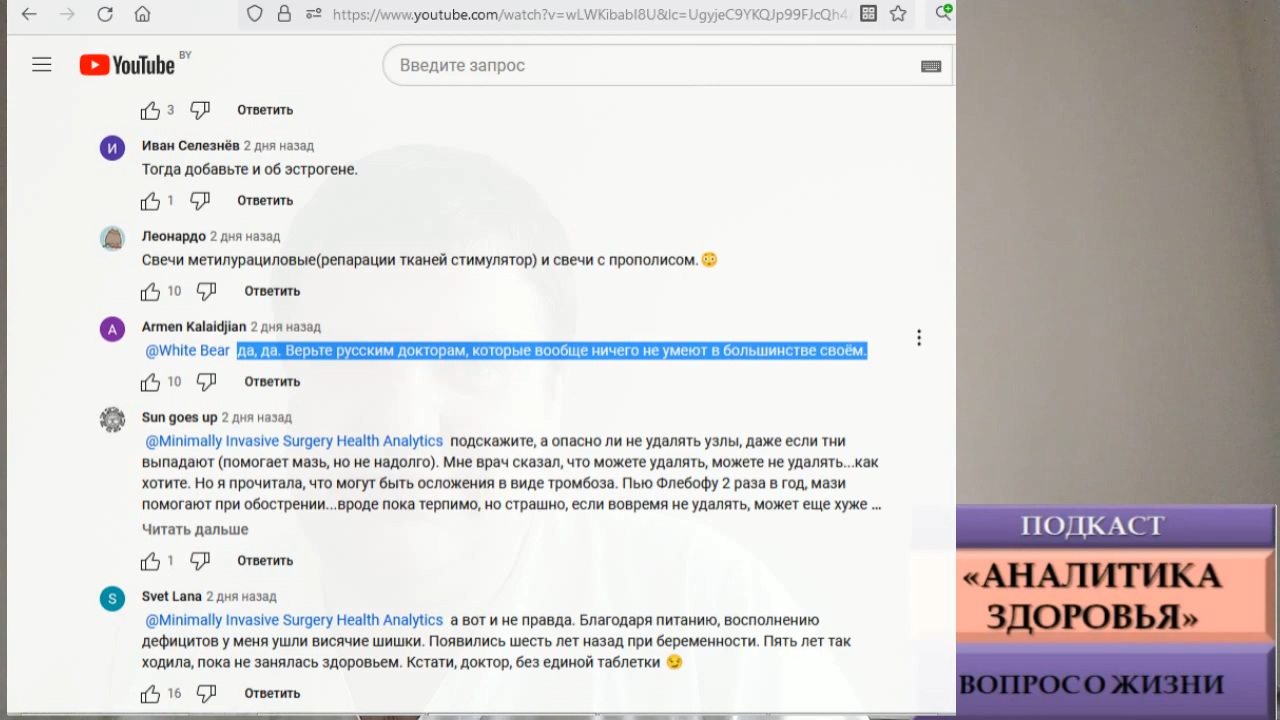 https://www.youtube.com/watch?v=wLWKibabI8U&lc=UgyjeC9YKQJp99FJcQh4
YouTube BY
Введите запрос
3 Ответить
Иван Селезнёв 2 дня назад
Тогда добавьте и об эстрогене.
1 Ответить
Леонардо 2 дня назад
Свечи метилурациловые(репарации тканей стимулятор) и свечи с прополисом.😳
10 Ответить
А
Armen Kalaidjian 2 дня назад
@White Bear да, да. Верьте русским докторам, которые вообще ничего не умеют в большинстве своём.
10 Ответить
Sun goes up 2 дня назад
@Minimally Invasive Surgery Health Analytics подскажите, а опасно ли не удалять узлы, даже если тни
выпадают (помогает мазь, но не надолго). Мне врач сказал, что можете удалять, можете не удалять...как
хотите. Но я прочитала, что могут быть осложения в виде тромбоза. Пью Флебофу 2 раза в год, мази
помогают при обострении...вроде пока терпимо, но страшно, если вовремя не удалять, может еще хуже ...
Читать дальше
1 Ответить
S
Svet Lana 2 дня назад
@Minimally Invasive Surgery Health Analytics а вот и не правда. Благодаря питанию, восполнению
дефицитов у меня ушли висячие шишки. Появились шесть лет назад при беременности. Пять лет так
ходила, пока не занялась здоровьем. Кстати, доктор, без единой таблетки 😏
16 Ответить
ПОДКАСТ
«АНАЛИТИКА
ЗДОРОВЬЯ»
ВОПРОС О ЖИЗНИ